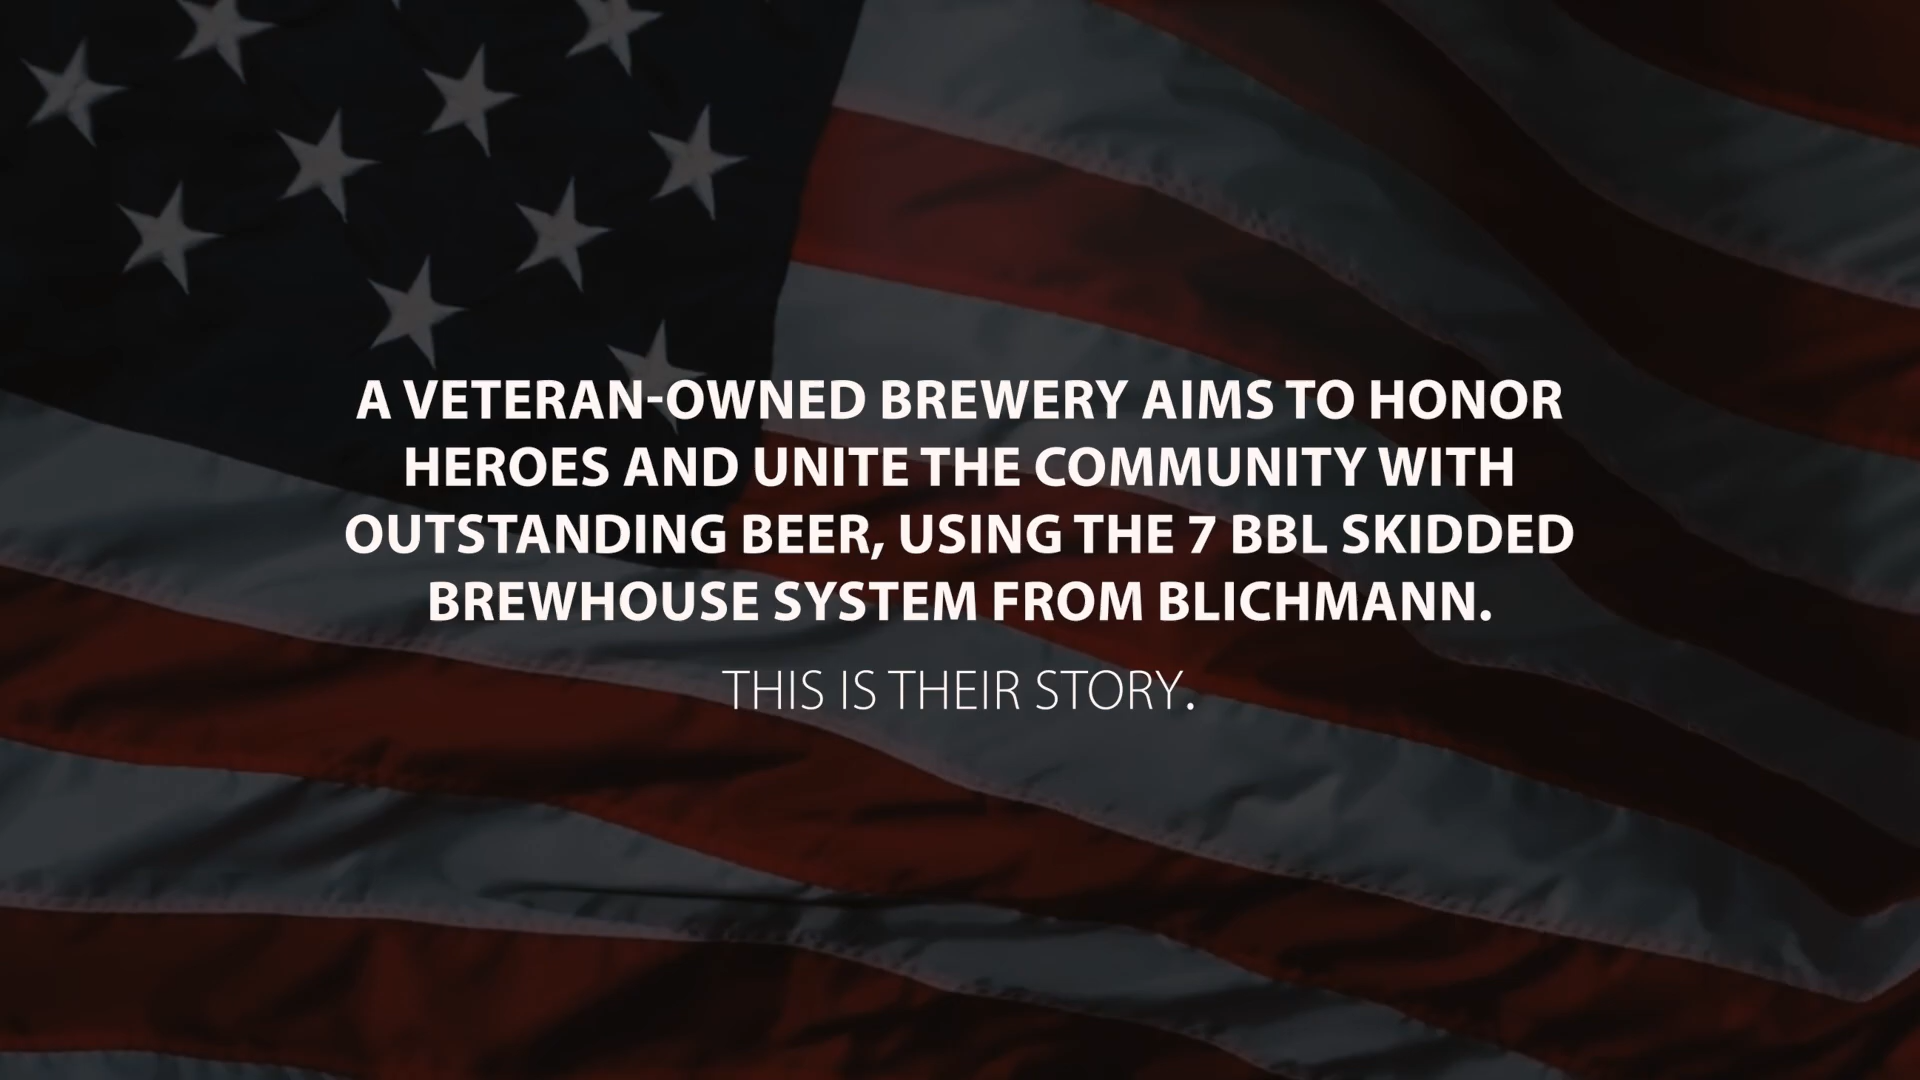 A VETERAN-OWNED BREWERY AIMS TO HONOR
HEROES AND UNITE THE COMMUNITY WITH
OUTSTANDING BEER, USING THE 7 BBL SKIDDED
BREWHOUSE SYSTEM FROM BLICHMANN.
THIS IS THEIR STORY.